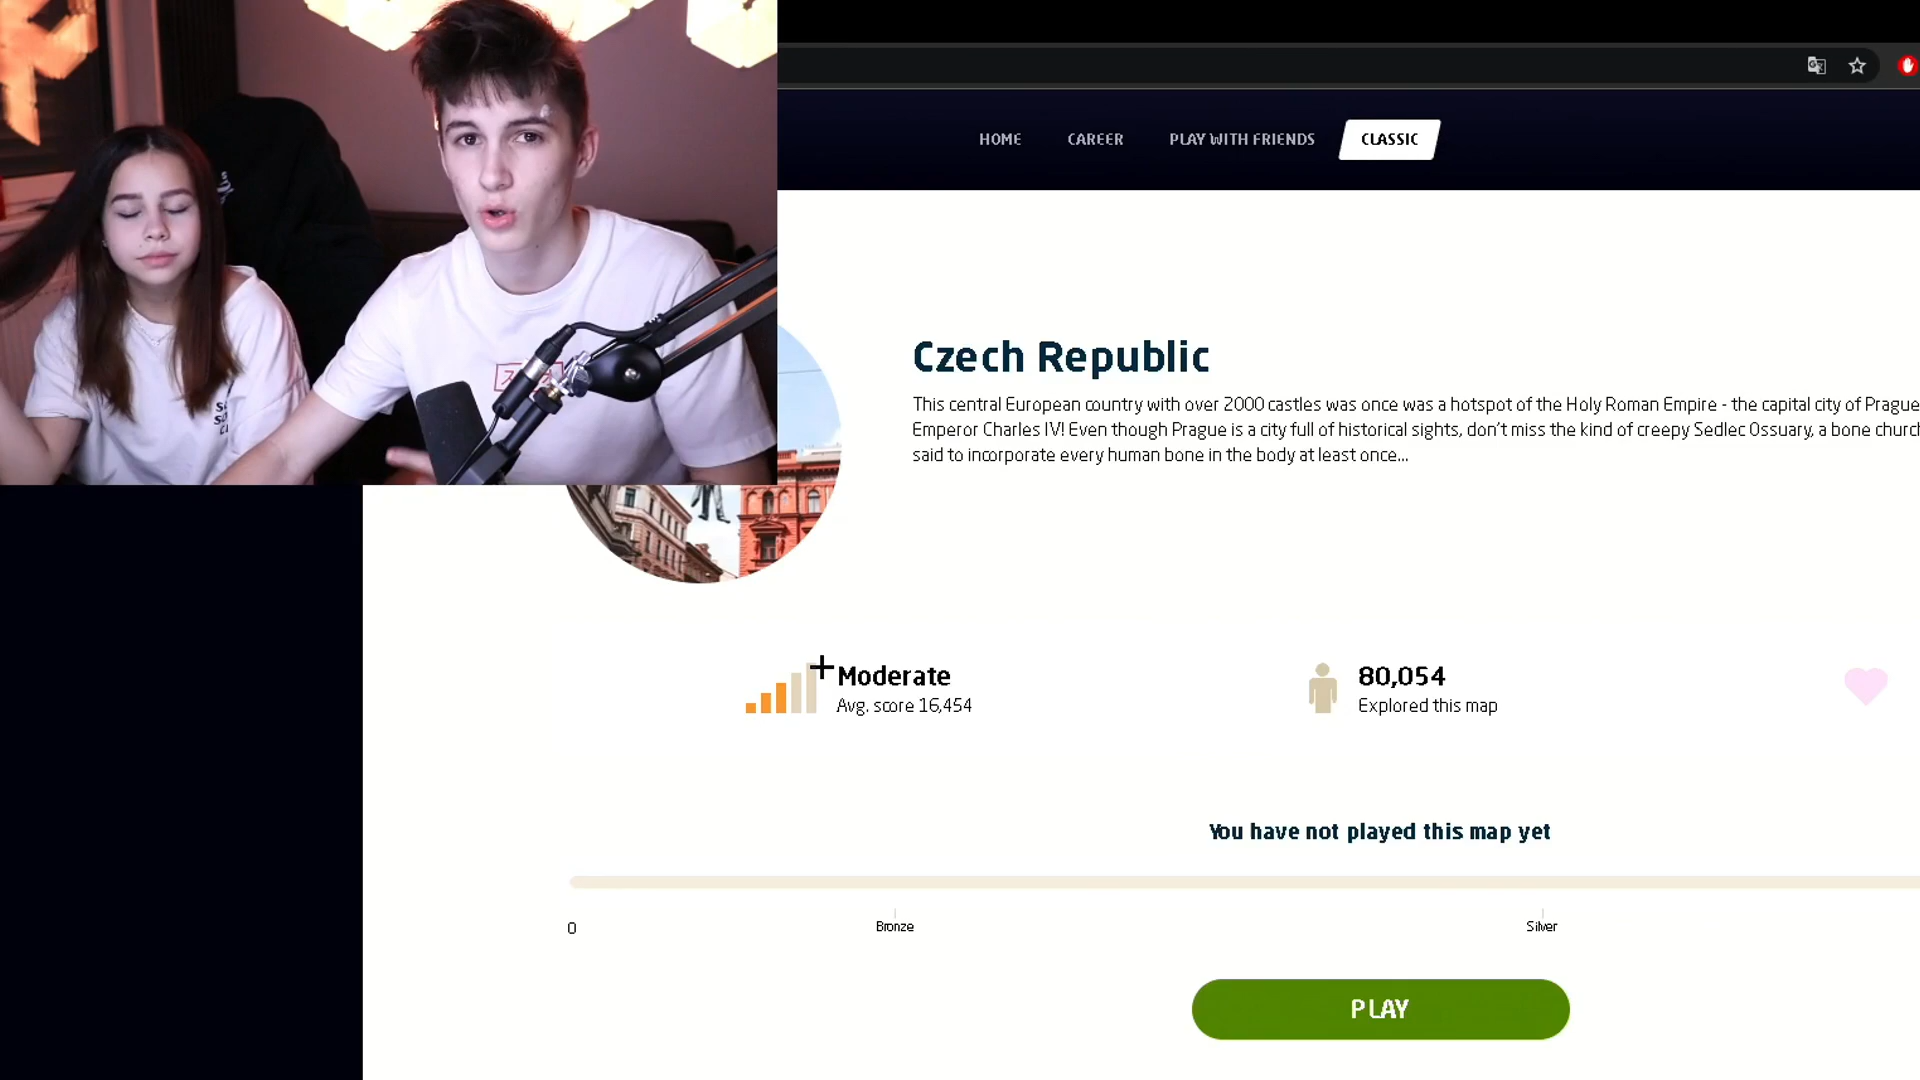 HOME
CAREER
PLAY WITH FRIENDS
CLASSIC
Czech Republic
This central European country with over 2000 castles was once was a hotspot of the Holy Roman Empire - the capital city of Prague
Emperor Charles IV! Even though Prague is a city full of historical sights, don't miss the kind of creepy Sedlec Ossuary, a bone church
said to incorporate every human bone in the body at least once...
Moderate
Avg. score 16,454
80,054
Explored this map
You have not played this map yet
0
Bronze
Silver
PLAY